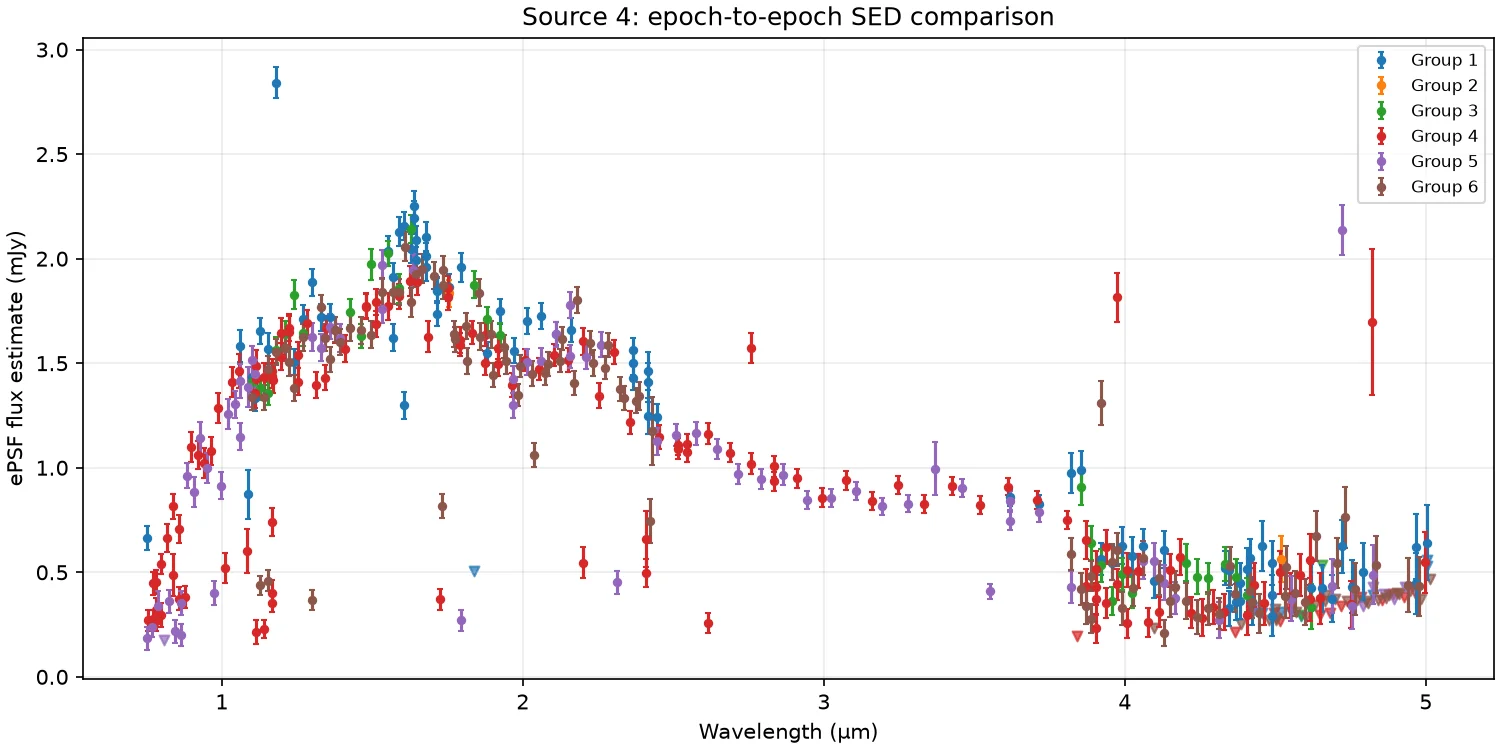 Source 4: epoch-to-epoch SED comparison
ePSF flux estimate (mJy)
3.0
2.5
2.0
1.5
1.0
0.5
0.0
Group 1
Group 2
Group 3
Group 4
Group 5
Group 6
1 2 3 4 5
Wavelength (μm)